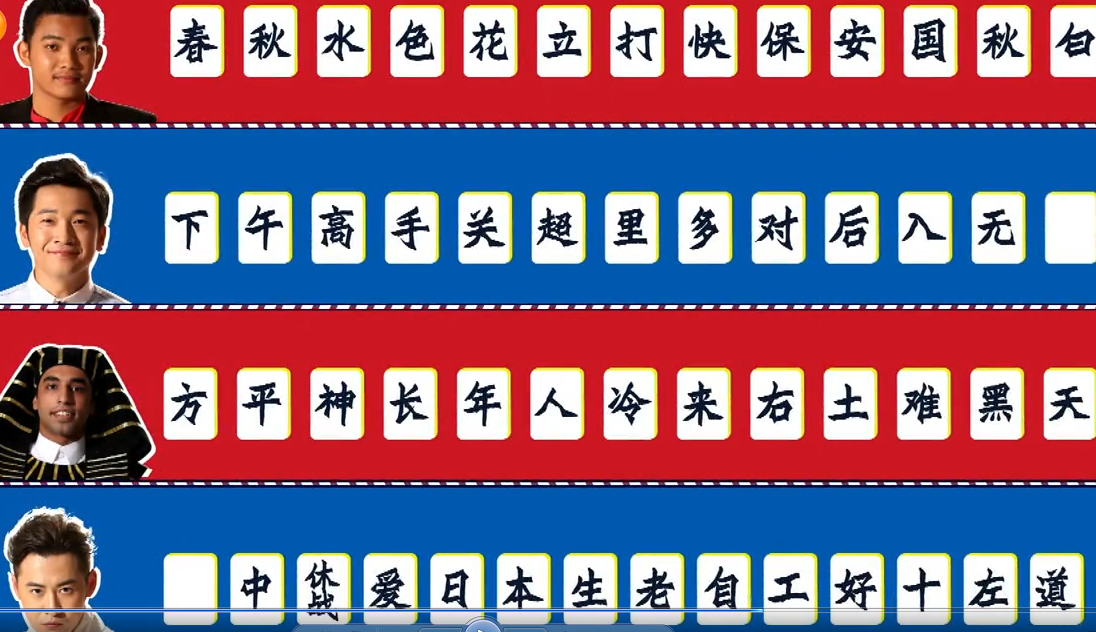 春秋水色花立打快保安国秋白
下午高手关超里多对后入无
方平神长年人冷来右土难黑天
中休战爱日本生老自工好十左道